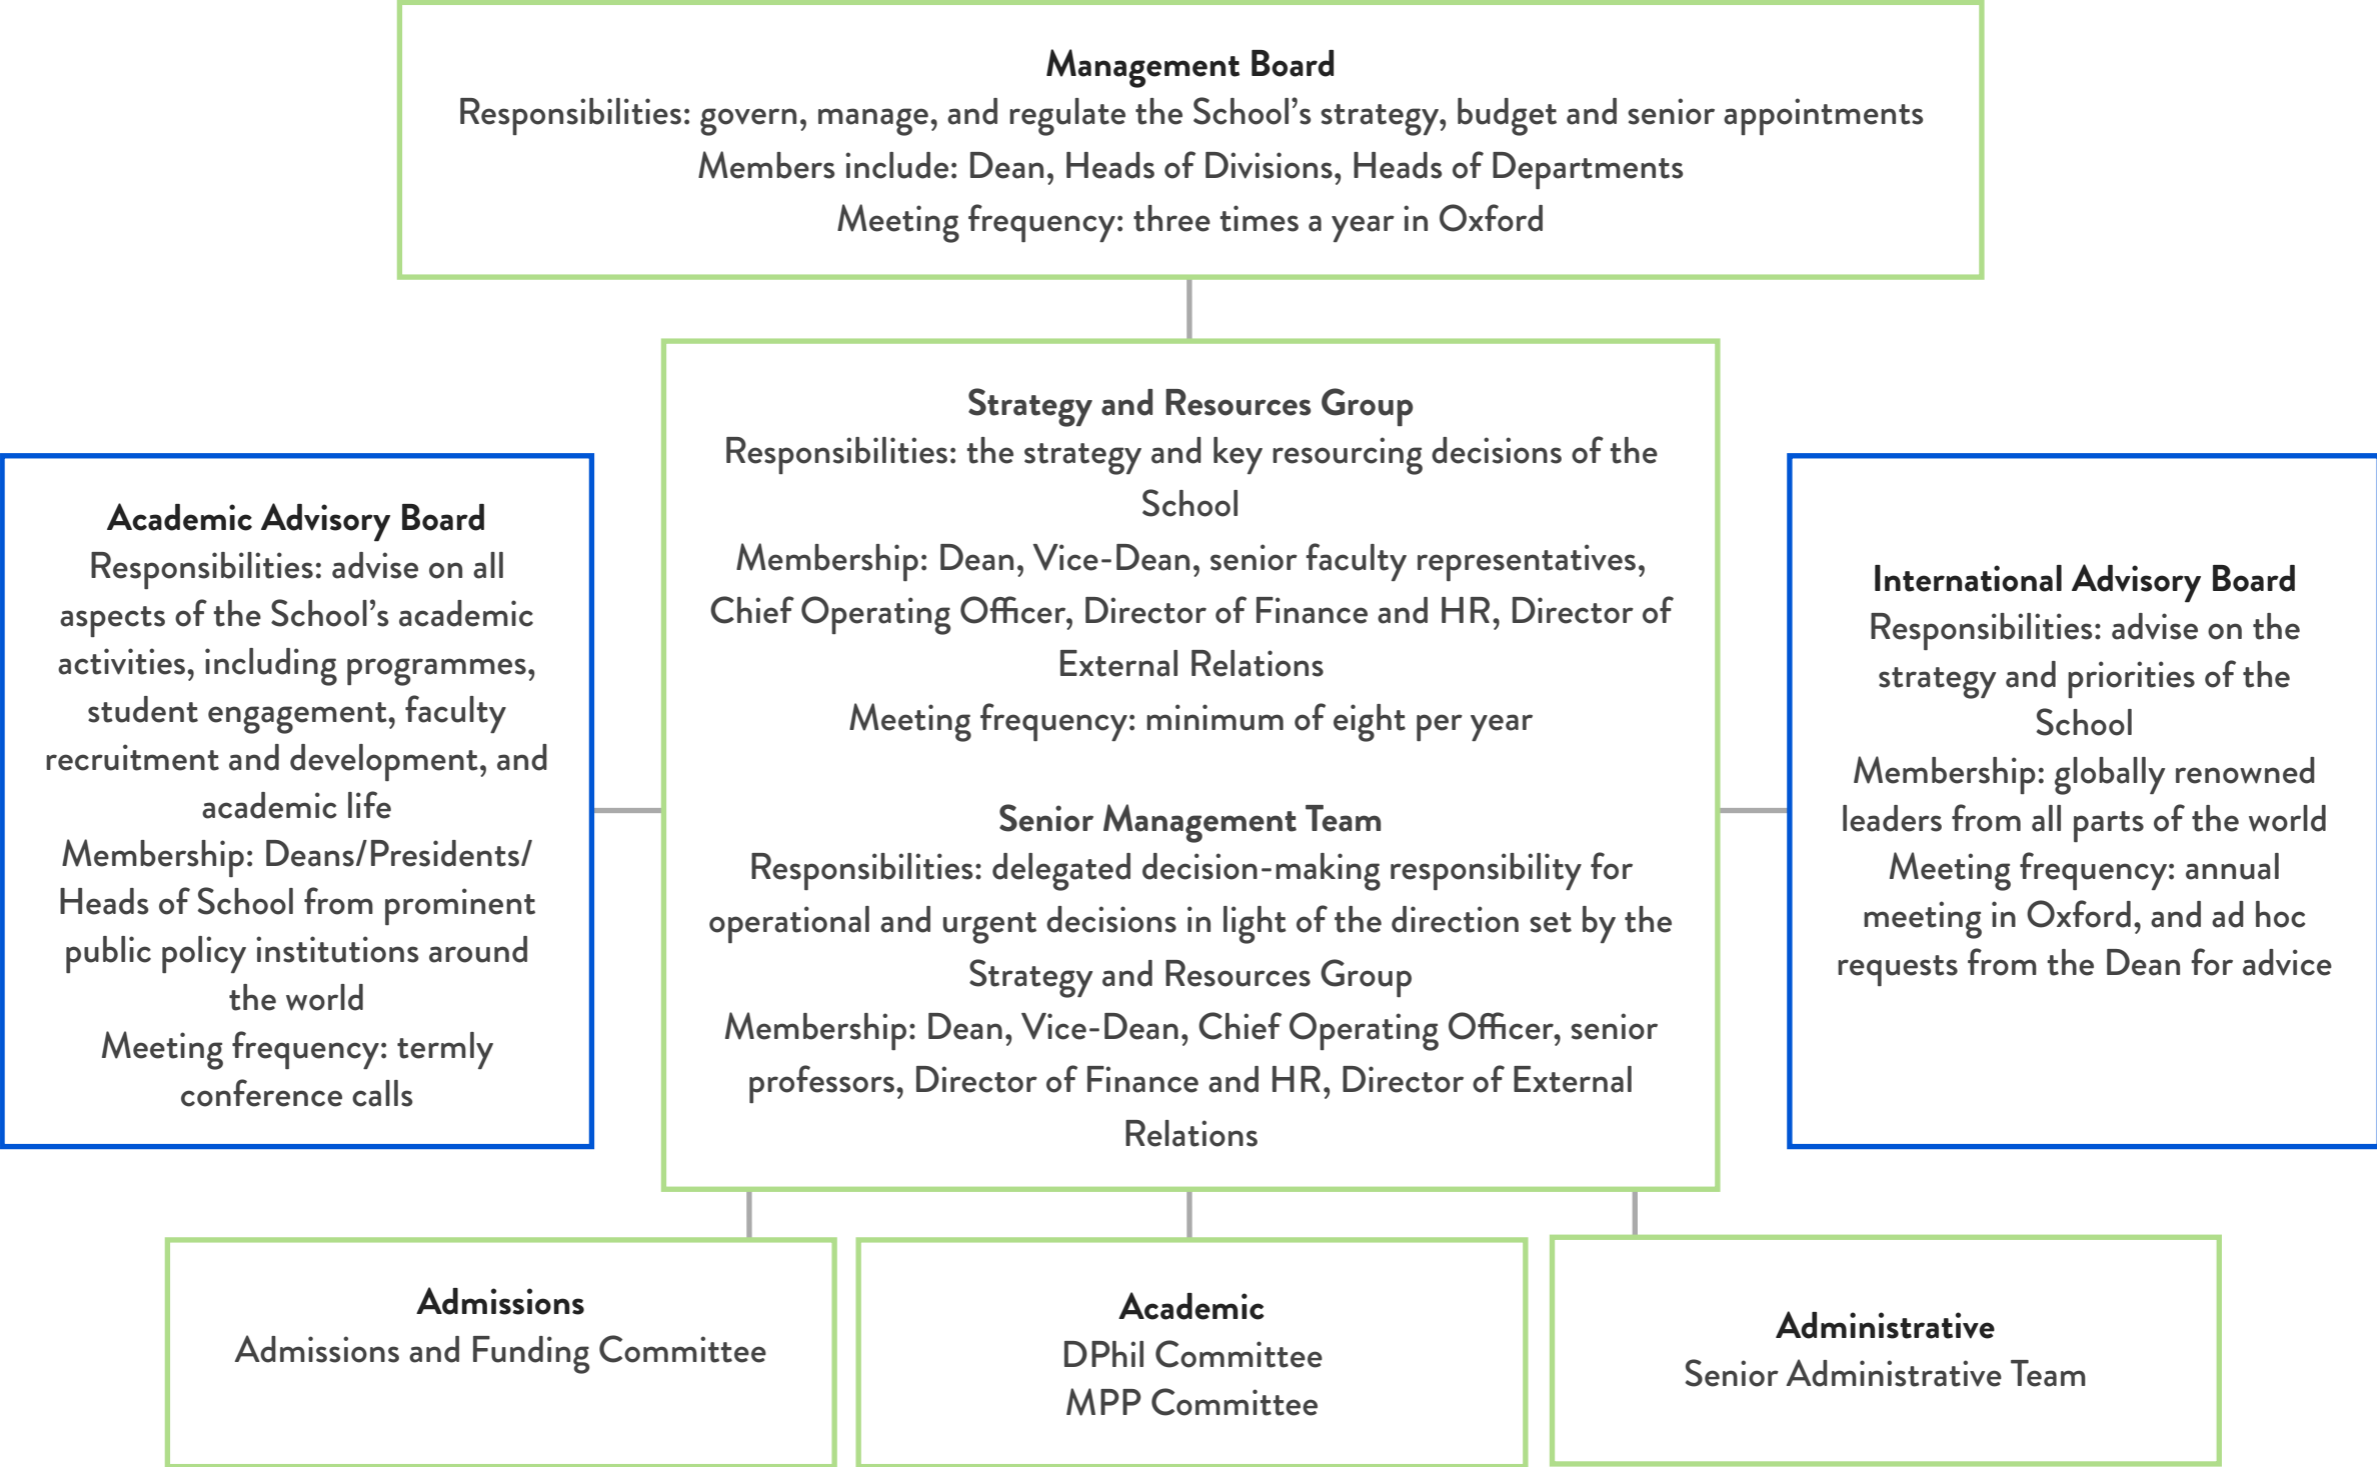 Management Board
Responsibilities: govern, manage, and regulate the School’s strategy, budget and senior appointments
Members include: Dean, Heads of Divisions, Heads of Departments
Meeting frequency: three times a year in Oxford
Strategy and Resources Group
Responsibilities: the strategy and key resourcing decisions of the
School
Membership: Dean, Vice-Dean, senior faculty representatives,
Chief Operating Officer, Director of Finance and HR, Director of
External Relations
Meeting frequency: minimum of eight per year
Senior Management Team
Responsibilities: delegated decision-making responsibility for
operational and urgent decisions in light of the direction set by the
Strategy and Resources Group
Membership: Dean, Vice-Dean, Chief Operating Officer, senior
professors, Director of Finance and HR, Director of External
Relations
Academic Advisory Board
Responsibilities: advise on all
aspects of the School’s academic
activities, including programmes,
student engagement, faculty
recruitment and development, and
academic life
Membership: Deans/Presidents/
Heads of School from prominent
public policy institutions around
the world
Meeting frequency: termly
conference calls
International Advisory Board
Responsibilities: advise on the
strategy and priorities of the
School
Membership: globally renowned
leaders from all parts of the world
Meeting frequency: annual
meeting in Oxford, and ad hoc
requests from the Dean for advice
Admissions
Admissions and Funding Committee
Academic
DPhil Committee
MPP Committee
Administrative
Senior Administrative Team